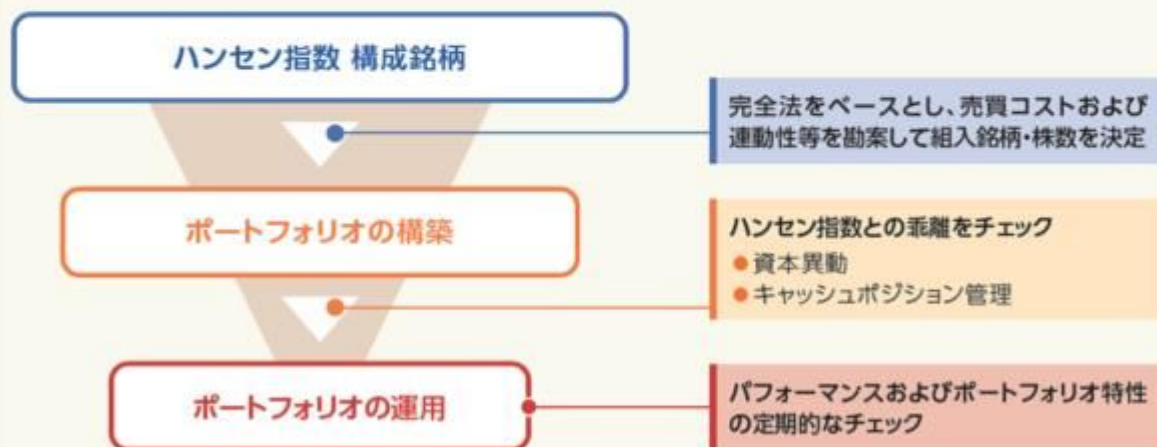 ハンセン指数 構成銘柄
完全法をベースとし、売買コストおよび
連動性等を勘案して組入銘柄・株数を決定
ポートフォリオの構築
ハンセン指数との乖離をチェック
●資本異動
●キャッシュポジション管理
ポートフォリオの運用
パフォーマンスおよびポートフォリオ特性
の定期的なチェック